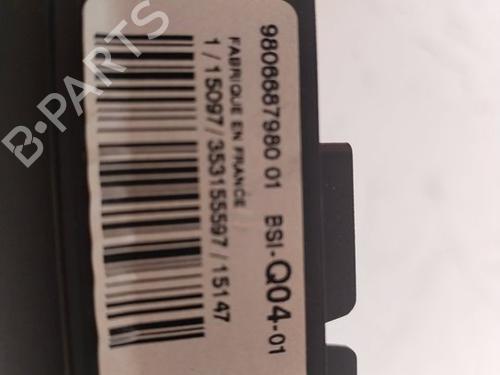 9806687980 01 BSI-Q04-01
FABRIQUE EN FRANCE
1/15097/353155597/15147
B-PARTS